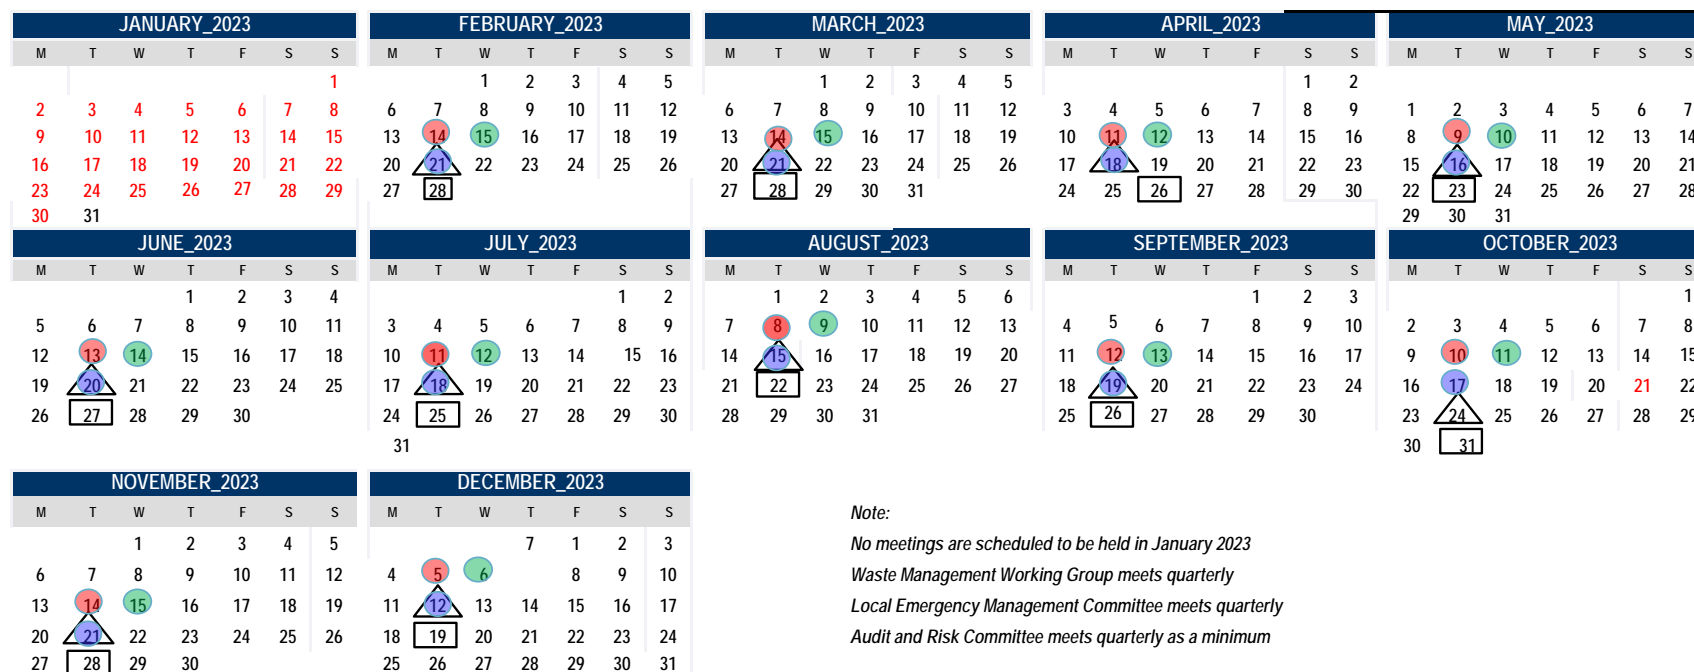 JANUARY_2023 FEBRUARY_2023 MARCH_2023 APRIL_2023 MAY_2023
M T W T F S S M T W T F S S M T W T F S S M T W T F S S M T W T F S S
1 1 2 3 4 5 1 2 3 4 5 1 2
2 3 4 5 6 7 8 6 7 8 9 10 11 12 6 7 8 9 10 11 12 3 4 5 6 7 8 9 1 2 3 4 5 6 7
9 10 11 12 13 14 15 13 14 15 16 17 18 19 13 14 15 16 17 18 19 10 11 12 13 14 15 16 8 9 10 11 12 13 14
16 17 18 19 20 21 22 20 21 22 23 24 25 26 20 21 22 23 24 25 26 17 18 19 20 21 22 23 15 16 17 18 19 20 21
23 24 25 26 27 28 29 27 28 27 28 29 30 31 24 25 26 27 28 29 30 22 23 24 25 26 27 28
30 31 29 30 31
JUNE_2023 JULY_2023 AUGUST_2023 SEPTEMBER_2023 OCTOBER_2023
M T W T F S S M T W T F S S M T W T F S S M T W T F S S M T W T F S S
1 2 3 4 1 2 1 2 3 4 5 6 1 2 3 1
5 6 7 8 9 10 11 3 4 5 6 7 8 9 7 8 9 10 11 12 13 4 5 6 7 8 9 10 2 3 4 5 6 7 8
12 13 14 15 16 17 18 10 11 12 13 14 15 16 14 15 16 17 18 19 20 11 12 13 14 15 16 17 9 10 11 12 13 14 15
19 20 21 22 23 24 25 17 18 19 20 21 22 23 21 22 23 24 25 26 27 18 19 20 21 22 23 24 16 17 18 19 20 21 22
26 27 28 29 30 24 25 26 27 28 29 30 28 29 30 31 25 26 27 28 29 30 23 24 25 26 27 28 29
31 30 31
NOVEMBER_2023 DECEMBER_2023
M T W T F S S M T W T F S S
1 2 3 4 5 7 1 2 3
6 7 8 9 10 11 12 4 5 6 8 9 10
13 14 15 16 17 18 19 11 12 13 14 15 16 17
20 21 22 23 24 25 26 18 19 20 21 22 23 24
27 28 29 30 25 26 27 28 29 30 31
Note:
No meetings are scheduled to be held in January 2023
Waste Management Working Group meets quarterly
Local Emergency Management Committee meets quarterly
Audit and Risk Committee meets quarterly as a minimum